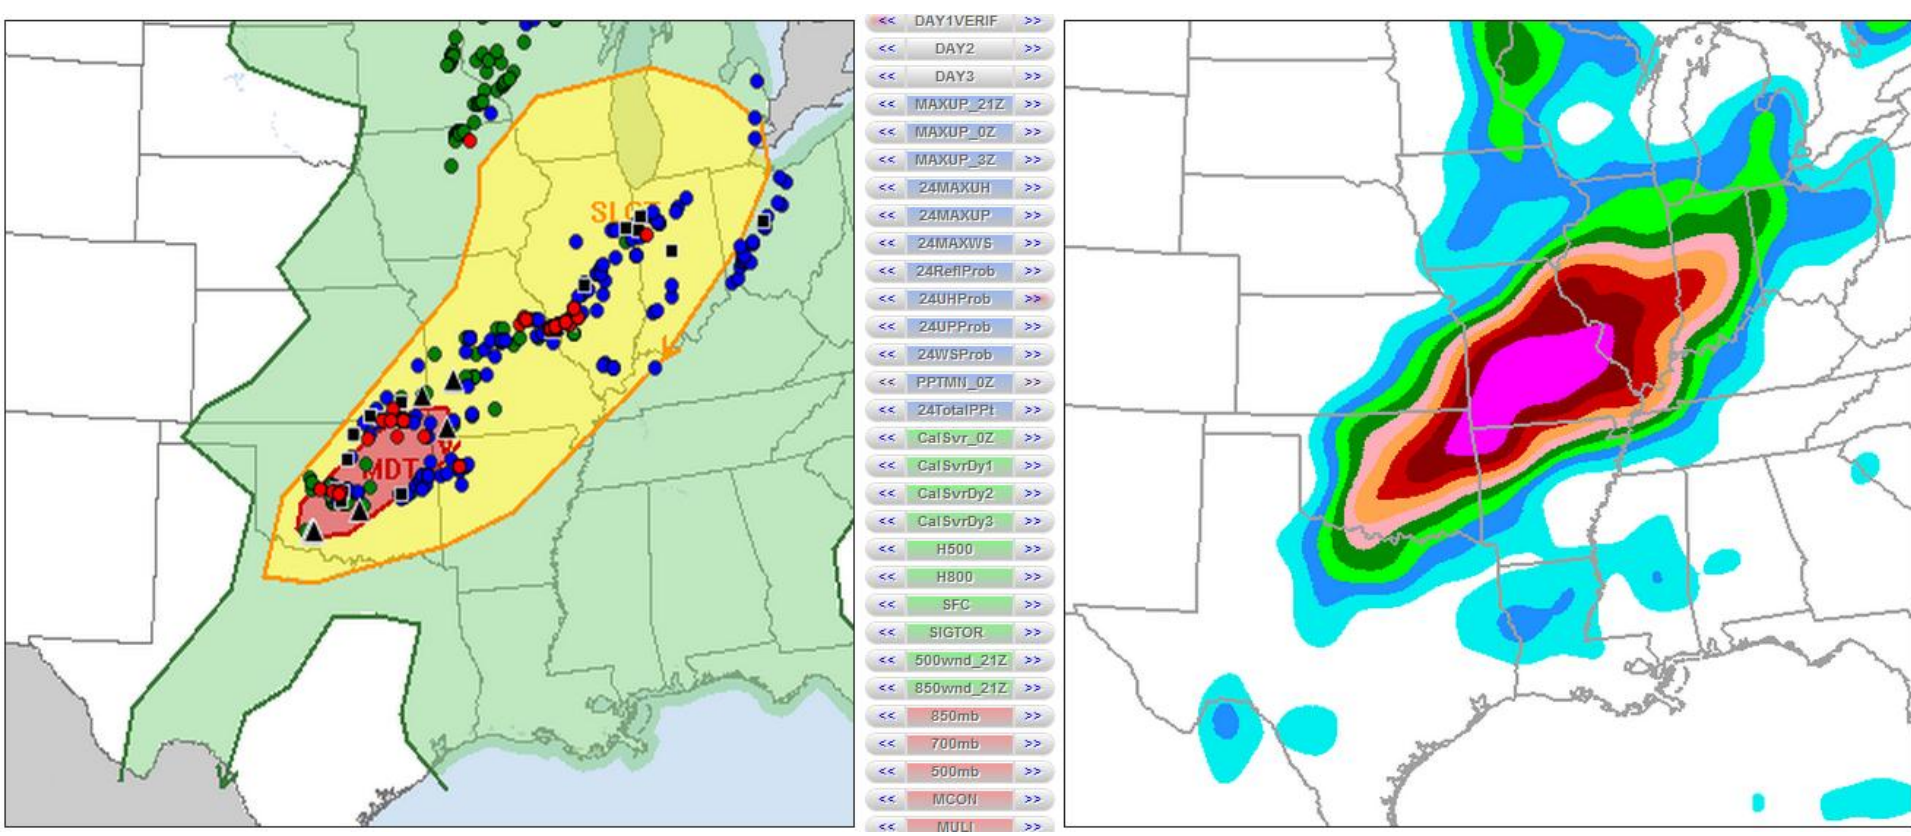 SLGT
MDT
<< DAY1VERIF >>
<< DAY2 >>
<< DAY3 >>
<< MAXUP_21Z >>
<< MAXUP_0Z >>
<< MAXUP_3Z >>
<< 24MAXUH >>
<< 24MAXUP >>
<< 24MAXWS >>
<< 24ReflProb >>
<< 24UHProb >>
<< 24UPProb >>
<< 24WSProb >>
<< PPTMN_0Z >>
<< 24TotalPPt >>
<< CalSvr_0Z >>
<< CalSvrDy1 >>
<< CalSvrDy2 >>
<< CalSvrDy3 >>
<< H500 >>
<< H800 >>
<< SFC >>
<< SIGTOR >>
<< 500wnd_21Z >>
<< 850wnd_21Z >>
<< 850mb >>
<< 700mb >>
<< 500mb >>
<< MCON >>
<< MULI >>